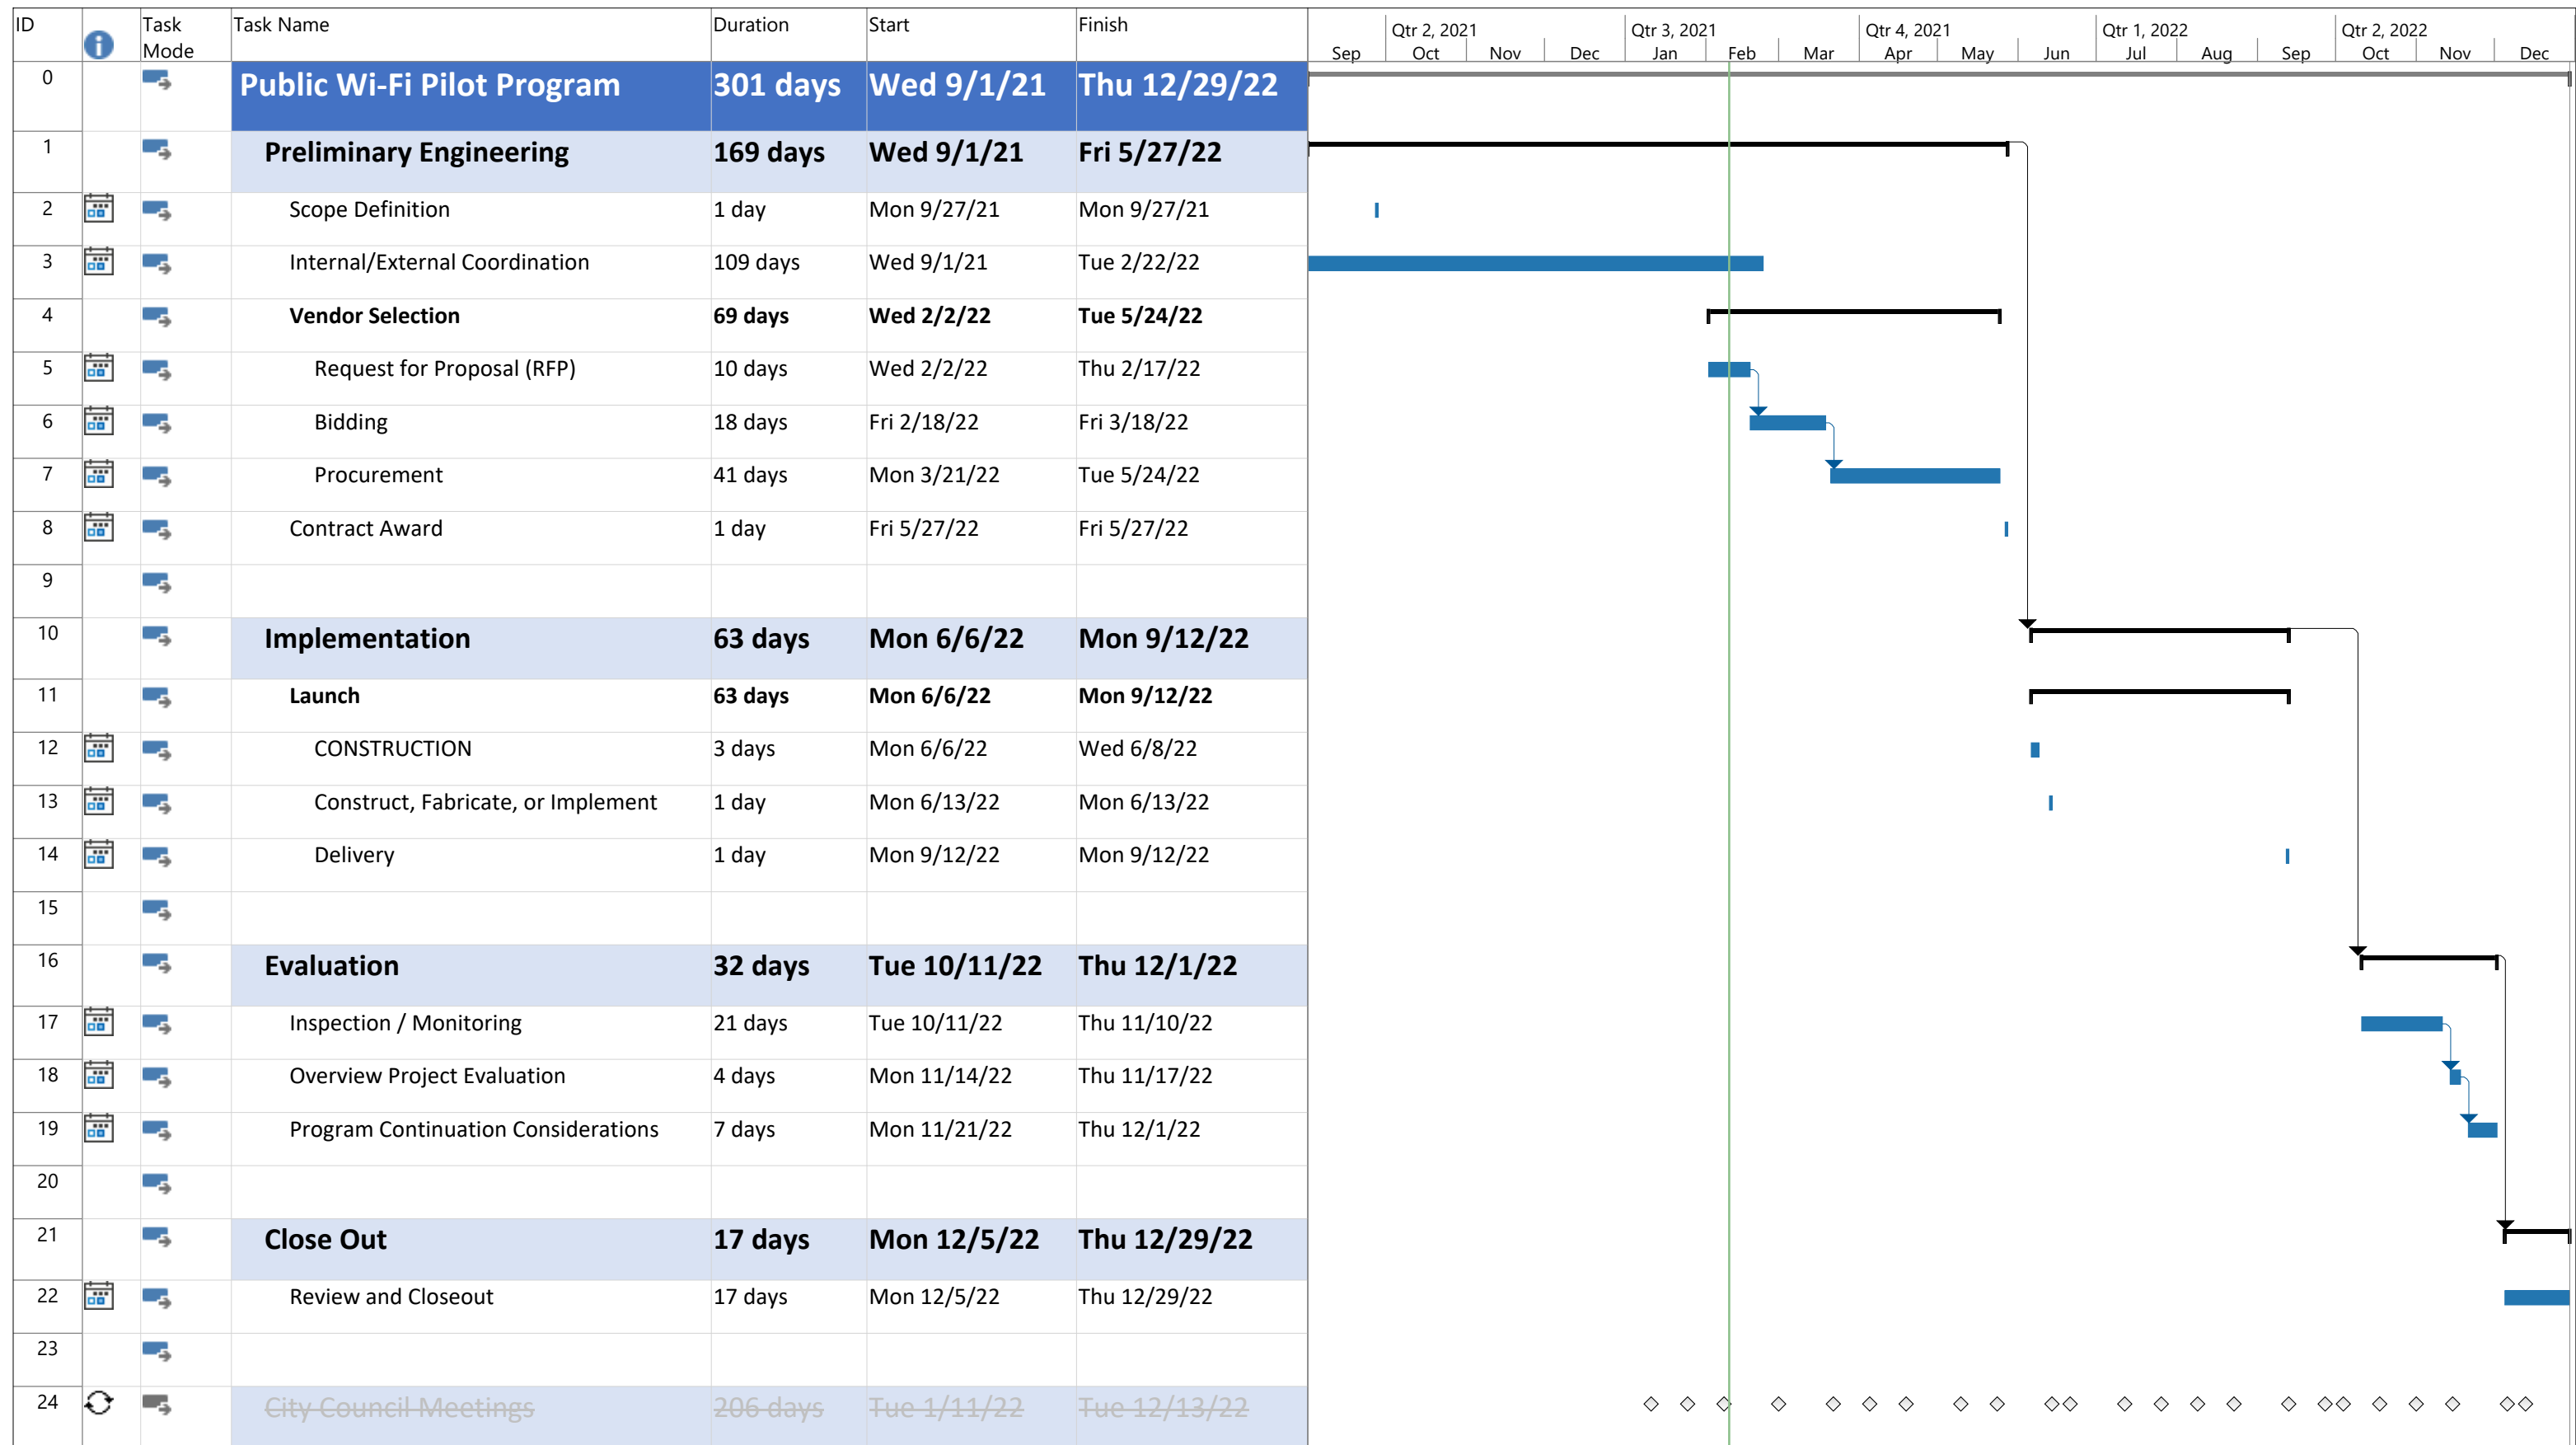 ID Task Mode Task Name Duration Start Finish
Qtr 2, 2021 Qtr 3, 2021 Qtr 4, 2021 Qtr 1, 2022 Qtr 2, 2022
Sep Oct Nov Dec Jan Feb Mar Apr May Jun Jul Aug Sep Oct Nov Dec
0 Public Wi-Fi Pilot Program 301 days Wed 9/1/21 Thu 12/29/22
1 Preliminary Engineering 169 days Wed 9/1/21 Fri 5/27/22
2 Scope Definition 1 day Mon 9/27/21 Mon 9/27/21
3 Internal/External Coordination 109 days Wed 9/1/21 Tue 2/22/22
4 Vendor Selection 69 days Wed 2/2/22 Tue 5/24/22
5 Request for Proposal (RFP) 10 days Wed 2/2/22 Thu 2/17/22
6 Bidding 18 days Fri 2/18/22 Fri 3/18/22
7 Procurement 41 days Mon 3/21/22 Tue 5/24/22
8 Contract Award 1 day Fri 5/27/22 Fri 5/27/22
9
10 Implementation 63 days Mon 6/6/22 Mon 9/12/22
11 Launch 63 days Mon 6/6/22 Mon 9/12/22
12 CONSTRUCTION 3 days Mon 6/6/22 Wed 6/8/22
13 Construct, Fabricate, or Implement 1 day Mon 6/13/22 Mon 6/13/22
14 Delivery 1 day Mon 9/12/22 Mon 9/12/22
15
16 Evaluation 32 days Tue 10/11/22 Thu 12/1/22
17 Inspection / Monitoring 21 days Tue 10/11/22 Thu 11/10/22
18 Overview Project Evaluation 4 days Mon 11/14/22 Thu 11/17/22
19 Program Continuation Considerations 7 days Mon 11/21/22 Thu 12/1/22
20
21 Close Out 17 days Mon 12/5/22 Thu 12/29/22
22 Review and Closeout 17 days Mon 12/5/22 Thu 12/29/22
23
24 City Council Meetings 206 days Tue 1/11/22 Tue 12/13/22